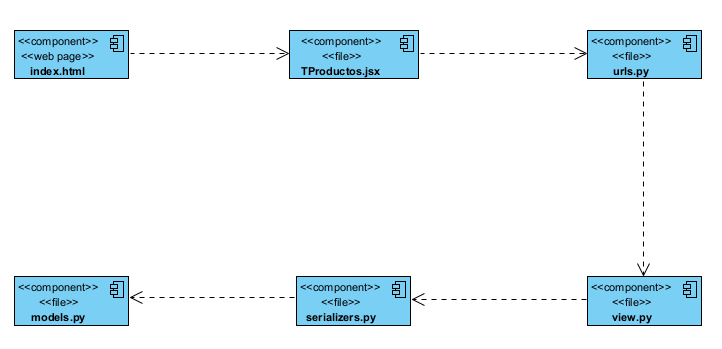 <<component>>
<<web page>>
index.html
<<component>>
<<file>>
TProductos.jsx
<<component>>
<<file>>
urls.py
<<component>>
<<file>>
models.py
<<component>>
<<file>>
serializers.py
<<component>>
<<file>>
view.py